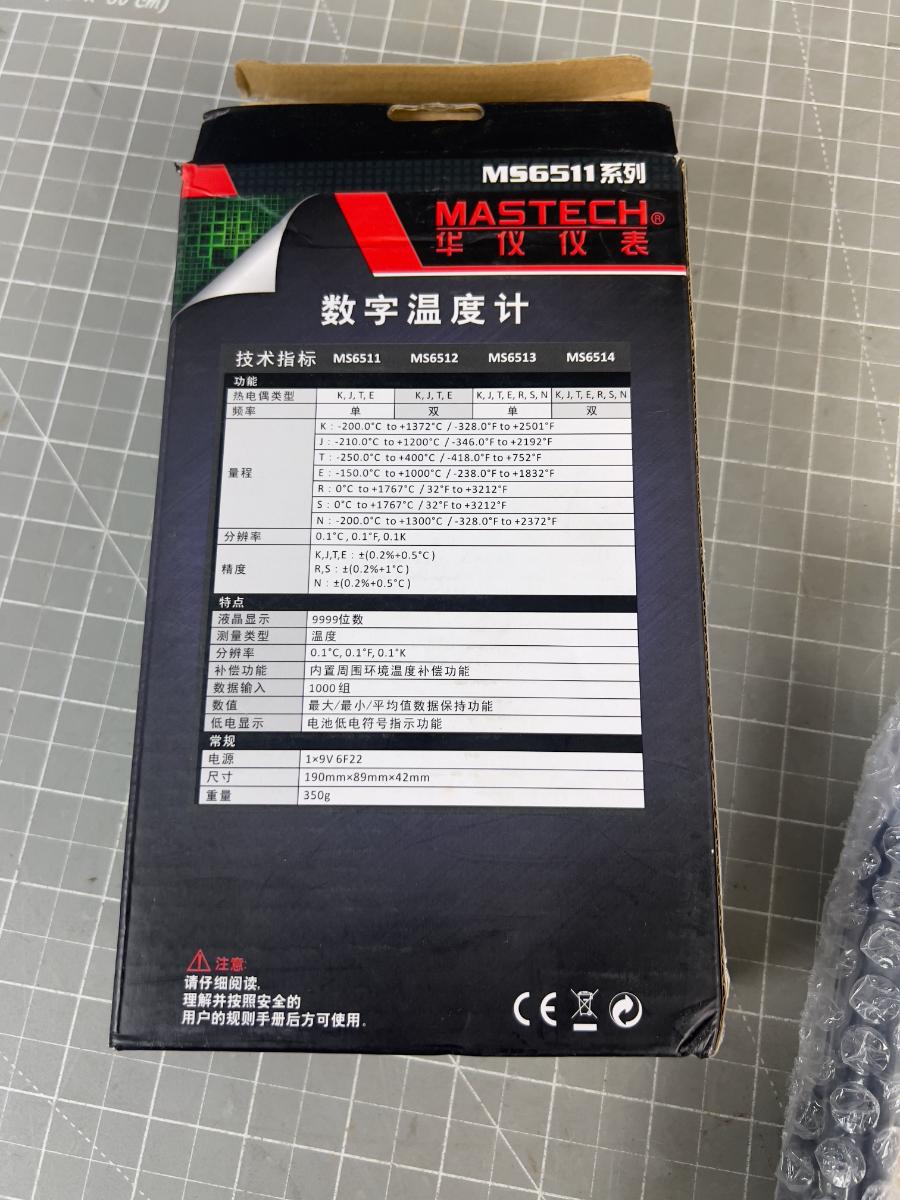 MS6511系列
MASTECH®
华仪仪表
数字温度计
技术指标 MS6511 MS6512 MS6513 MS6514
功能
热电偶类型 K, J, T, E K, J, T, E K, J, T, E, R, S, N K, J, T, E, R, S, N
频率 单 双 单 双
量程
K : -200.0°C to +1372°C / -328.0°F to +2501°F
J : -210.0°C to +1200°C / -346.0°F to +2192°F
T : -250.0°C to +400°C / -418.0°F to +752°F
E : -150.0°C to +1000°C / -238.0°F to +1832°F
R : 0°C to +1767°C / 32°F to +3212°F
S : 0°C to +1767°C / 32°F to +3212°F
N : -200.0°C to +1300°C / -328.0°F to +2372°F
分辨率 0.1°C, 0.1°F, 0.1K
精度
K,J,T,E : ±(0.2%+0.5°C)
R,S : ±(0.2%+1°C)
N : ±(0.2%+0.5°C)
特点
液晶显示 9999位数
测量类型 温度
分辨率 0.1°C, 0.1°F, 0.1°K
补偿功能 内置周围环境温度补偿功能
数据输入 1000 组
数值 最大/最小/平均值数据保持功能
低电显示 电池低电符号指示功能
常规
电源 1×9V 6F22
尺寸 190mm×89mm×42mm
重量 350g
注意:
请仔细阅读,
理解并按照安全的
用户的规则手册后方可使用。
CE